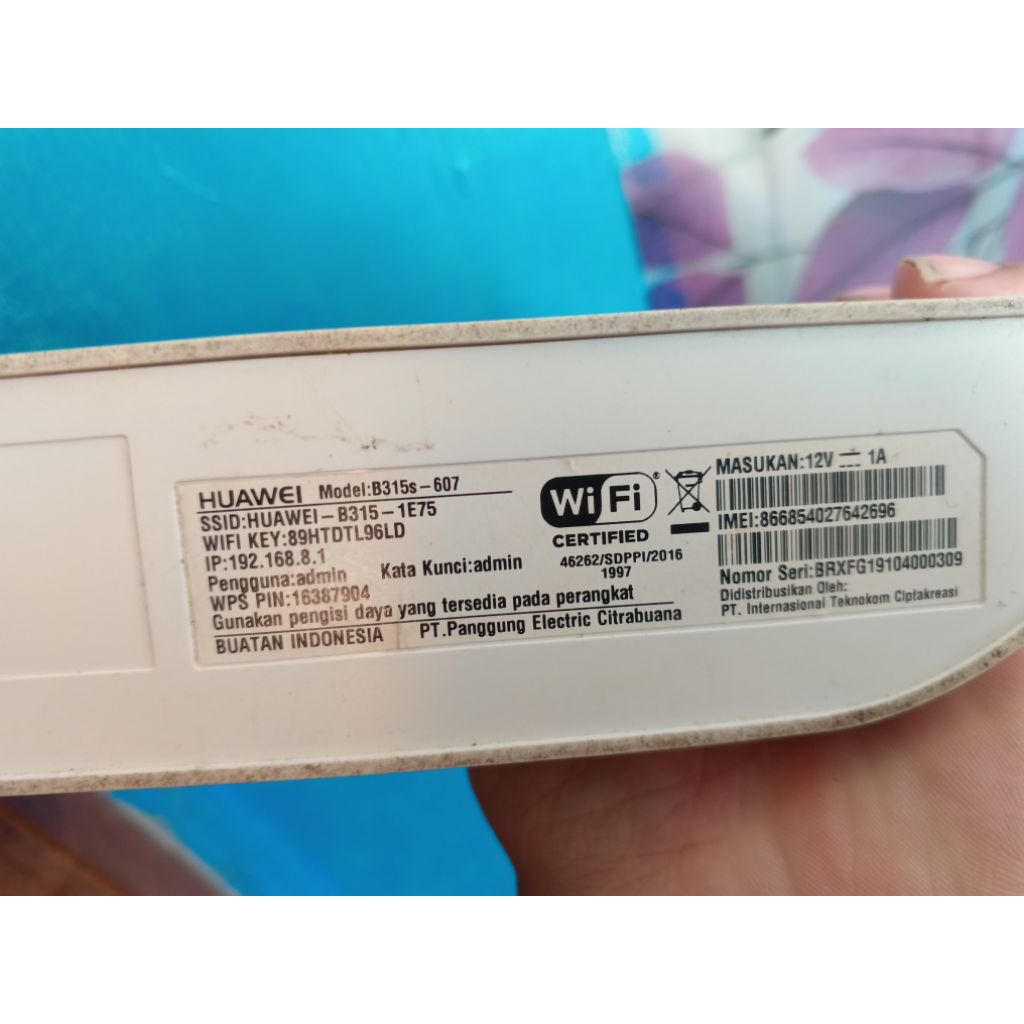 HUAWEI Model:B315s-607
SSID:HUAWEI-B315-1E75
WIFI KEY:89HTDTL96LD
IP:192.168.8.1
Pengguna:admin Kata Kunci:admin
WPS PIN:16387904
Gunakan pengisi daya yang tersedia pada perangkat
BUATAN INDONESIA PT.Panggung Electric Citrabuana
WiFi®
CERTIFIED
46262/SDPPI/2016
1997
MASUKAN:12V ⎓ 1A
IMEI:866854027642696
Nomor Seri:BRXFG19104000309
Didistribusikan Oleh:
PT. Internasional Teknokom Ciptakreasi